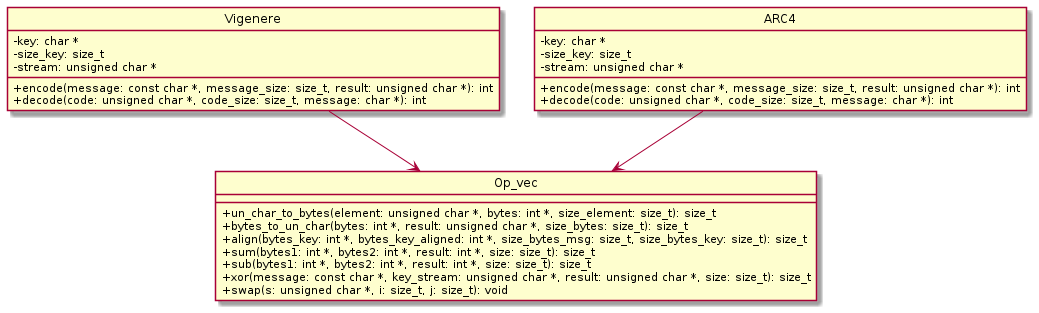 Vigenere
-key: char *
-size_key: size_t
-stream: unsigned char *
+encode(message: const char *, message_size: size_t, result: unsigned char *): int
+decode(code: unsigned char *, code_size: size_t, message: char *): int
ARC4
-key: char *
-size_key: size_t
-stream: unsigned char *
+encode(message: const char *, message_size: size_t, result: unsigned char *): int
+decode(code: unsigned char *, code_size: size_t, message: char *): int
Op_vec
+un_char_to_bytes(element: unsigned char *, bytes: int *, size_element: size_t): size_t
+bytes_to_un_char(bytes: int *, result: unsigned char *, size_bytes: size_t): size_t
+align(bytes_key: int *, bytes_key_aligned: int *, size_bytes_msg: size_t, size_bytes_key: size_t): size_t
+sum(bytes1: int *, bytes2: int *, result: int *, size: size_t): size_t
+sub(bytes1: int *, bytes2: int *, result: int *, size: size_t): size_t
+xor(message: const char *, key_stream: unsigned char *, result: unsigned char *, size: size_t): size_t
+swap(s: unsigned char *, i: size_t, j: size_t): void